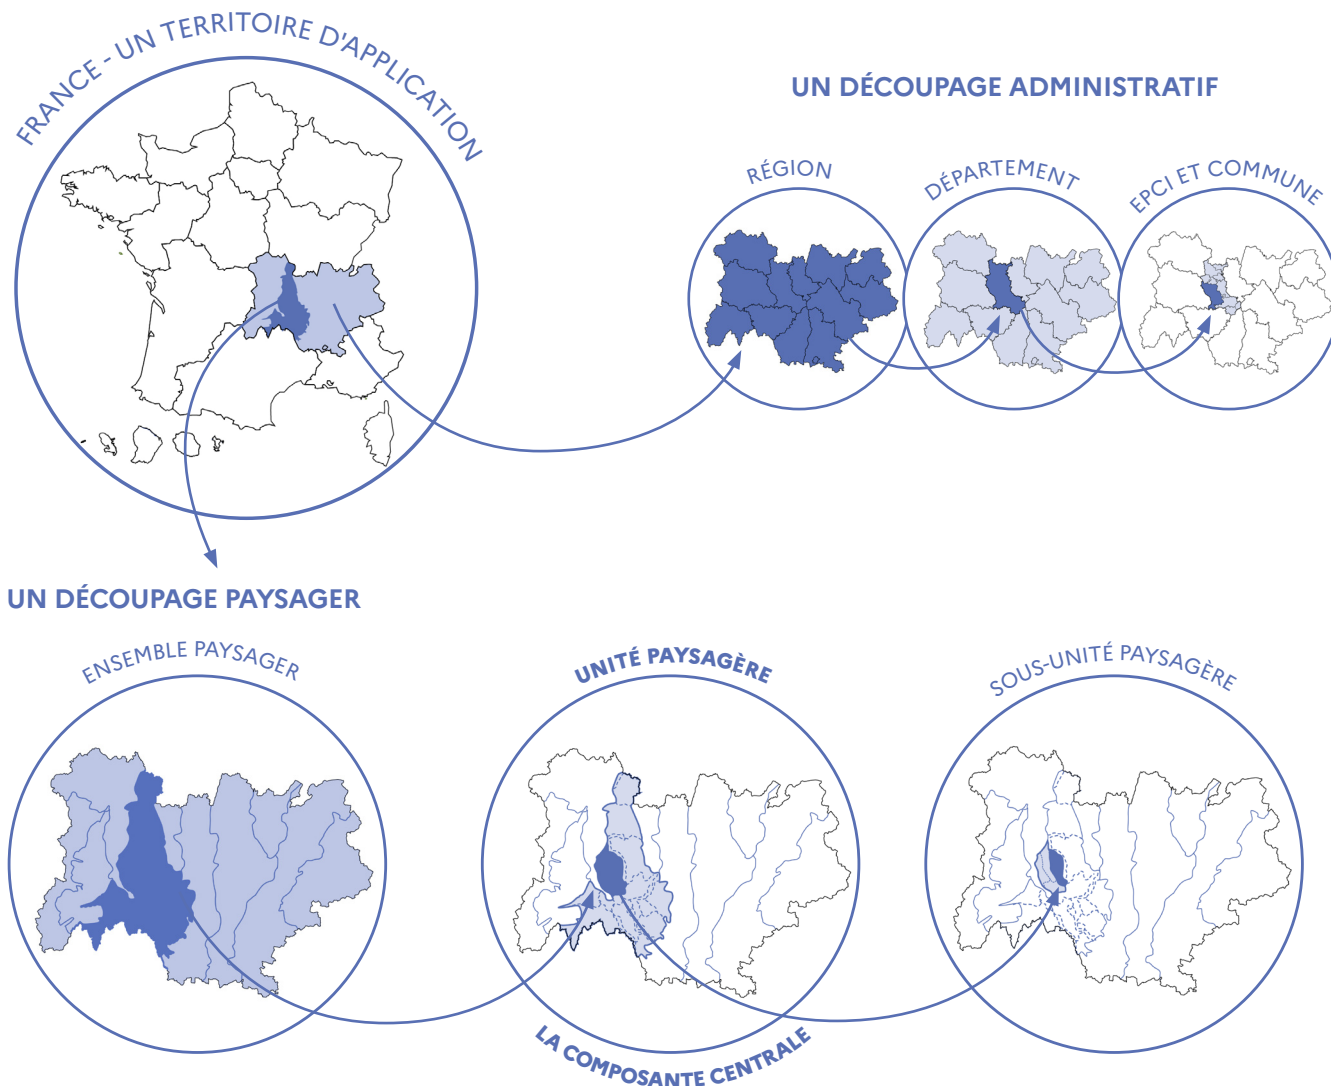 FRANCE - UN TERRITOIRE D'APPLICATION
UN DÉCOUPAGE ADMINISTRATIF
RÉGION
DÉPARTEMENT
EPCI ET COMMUNE
UN DÉCOUPAGE PAYSAGER
ENSEMBLE PAYSAGER
UNITÉ PAYSAGÈRE
SOUS-UNITÉ PAYSAGÈRE
LA COMPOSANTE CENTRALE